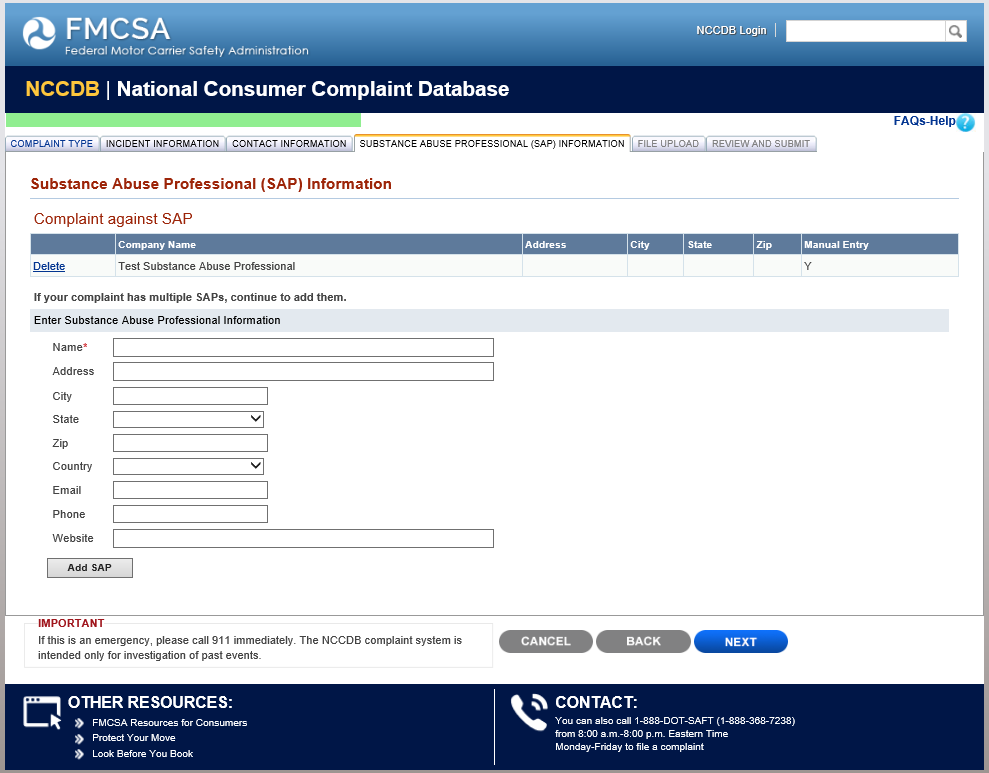 FMCSA
Federal Motor Carrier Safety Administration
NCCDB Login
NCCDB | National Consumer Complaint Database
FAQs-Help ?
COMPLAINT TYPE INCIDENT INFORMATION CONTACT INFORMATION SUBSTANCE ABUSE PROFESSIONAL (SAP) INFORMATION FILE UPLOAD REVIEW AND SUBMIT
Substance Abuse Professional (SAP) Information
Complaint against SAP
Company Name Address City State Zip Manual Entry
Delete Test Substance Abuse Professional Y
If your complaint has multiple SAPs, continue to add them.
Enter Substance Abuse Professional Information
Name*
Address
City
State
Zip
Country
Email
Phone
Website
Add SAP
IMPORTANT
If this is an emergency, please call 911 immediately. The NCCDB complaint system is
intended only for investigation of past events.
CANCEL BACK NEXT
OTHER RESOURCES:
FMCSA Resources for Consumers
Protect Your Move
Look Before You Book
CONTACT:
You can also call 1-888-DOT-SAFT (1-888-368-7238)
from 8:00 a.m.-8:00 p.m. Eastern Time
Monday-Friday to file a complaint